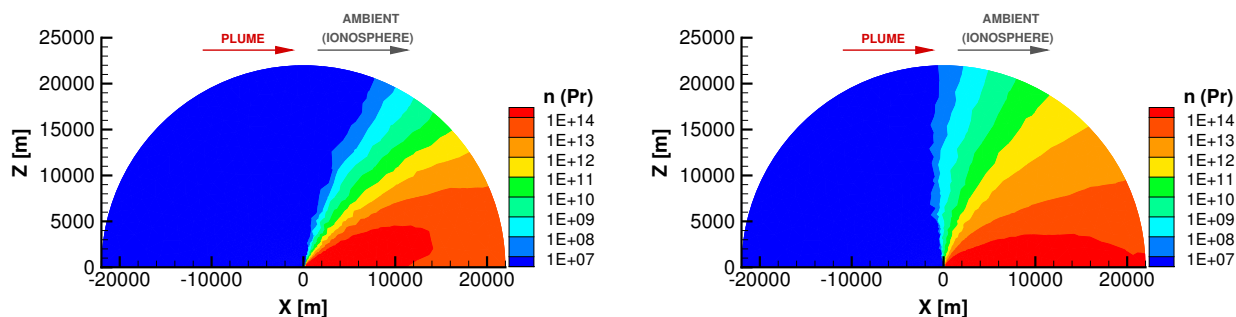 AMBIENT
(IONOSPHERE)
PLUME
25000
20000
15000
10000
5000
0
Z [m]
-20000 -10000 0 10000 20000
X [m]
n (Pr)
1E+14
1E+13
1E+12
1E+11
1E+10
1E+09
1E+08
1E+07
AMBIENT
(IONOSPHERE)
PLUME
25000
20000
15000
10000
5000
0
Z [m]
-20000 -10000 0 10000 20000
X [m]
n (Pr)
1E+14
1E+13
1E+12
1E+11
1E+10
1E+09
1E+08
1E+07